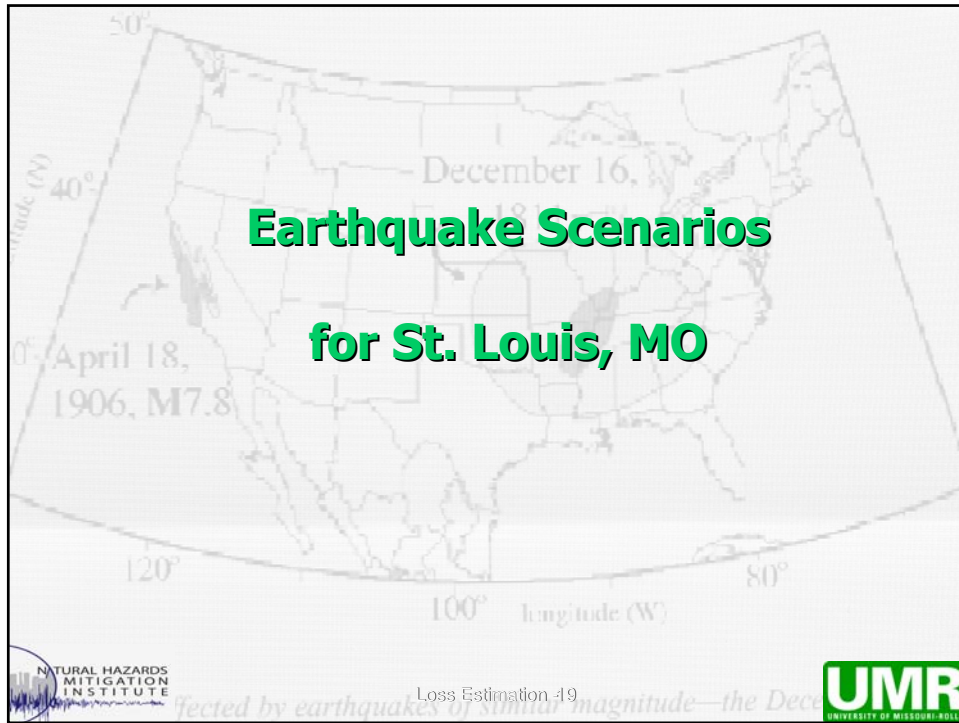 50°
December 16,
40°
Earthquake Scenarios
for St. Louis, MO
April 18,
1906, M7.8
120°
80°
100°
longitude (W)
NATURAL HAZARDS
MITIGATION
INSTITUTE
Loss Estimation -19
UMR
UNIVERSITY OF MISSOURI-ROLL
fected by earthquakes of similar magnitude—the Dece